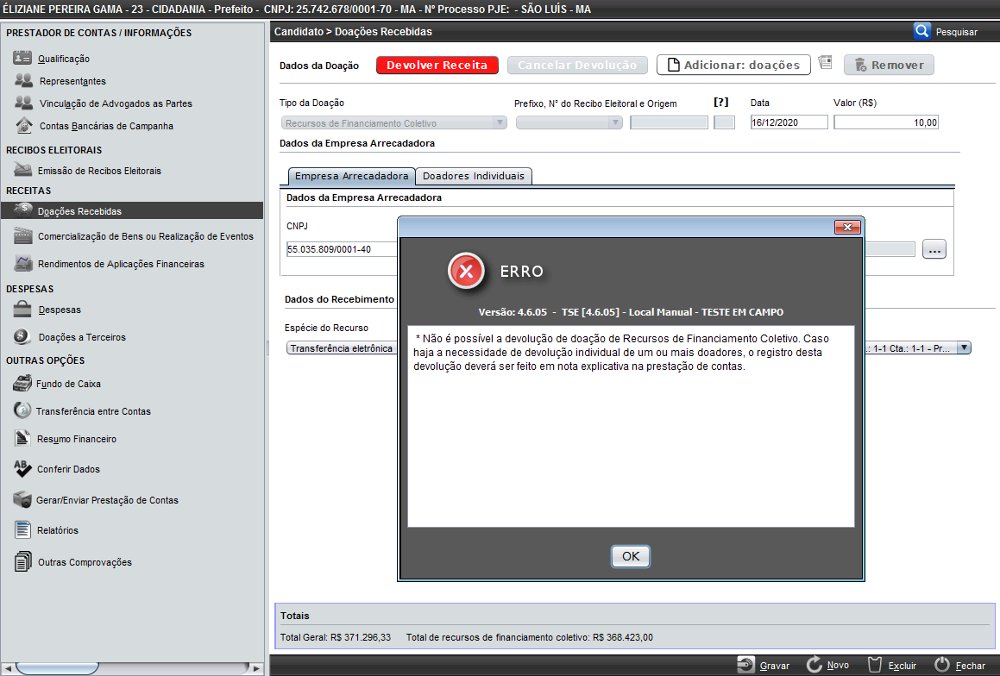 ÉLIZIANE PEREIRA GAMA - 23 - CIDADANIA - Prefeito - CNPJ: 25.742.678/0001-70 - MA - Nº Processo PJE: - SÃO LUÍS - MA
PRESTADOR DE CONTAS / INFORMAÇÕES
Qualificação
Representantes
Vinculação de Advogados as Partes
Contas Bancárias de Campanha
RECIBOS ELEITORAIS
Emissão de Recibos Eleitorais
RECEITAS
Doações Recebidas
Comercialização de Bens ou Realização de Eventos
Rendimentos de Aplicações Financeiras
DESPESAS
Despesas
Doações a Terceiros
OUTRAS OPÇÕES
Fundo de Caixa
Transferência entre Contas
Resumo Financeiro
Conferir Dados
Gerar/Enviar Prestação de Contas
Relatórios
Outras Comprovações
Candidato > Doações Recebidas
Pesquisar
Dados da Doação
Devolver Receita
Cancelar Devolução
Adicionar: doações
Remover
Tipo da Doação
Prefixo, N° do Recibo Eleitoral e Origem
[?]
Data
Valor (R$)
Recursos de Financiamento Coletivo
16/12/2020
10,00
Dados da Empresa Arrecadadora
Empresa Arrecadadora
Doadores Individuais
Dados da Empresa Arrecadadora
CNPJ
55.035.809/0001-40
...
Dados do Recebimento
Espécie do Recurso
Transferência eletrônica
.: 1-1 Cta.: 1-1 - Pr...
ERRO
Versão: 4.6.05 - TSE [4.6.05] - Local Manual - TESTE EM CAMPO
* Não é possível a devolução de doação de Recursos de Financiamento Coletivo. Caso
haja a necessidade de devolução individual de um ou mais doadores, o registro desta
devolução deverá ser feito em nota explicativa na prestação de contas.
OK
Totais
Total Geral: R$ 371.296,33
Total de recursos de financiamento coletivo: R$ 368.423,00
Gravar
Novo
Excluir
Fechar